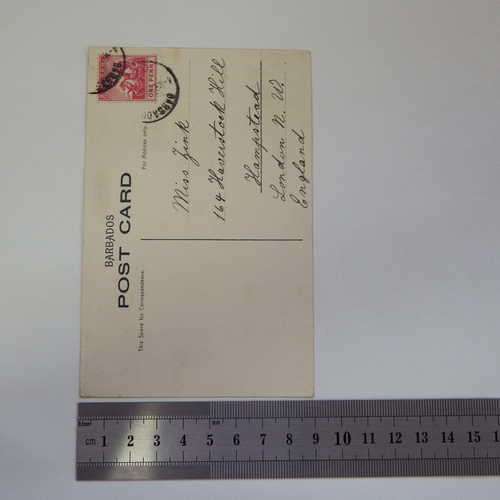 BARBADOS
POST CARD
This Space for Correspondence.
For Address only.
ONE PENNY
Miss Zink
164 Haverstock Hill
Hampstead
London N. W.
England
cm 1 2 3 4 5 6 7 8 9 10 11 12 13 14 15